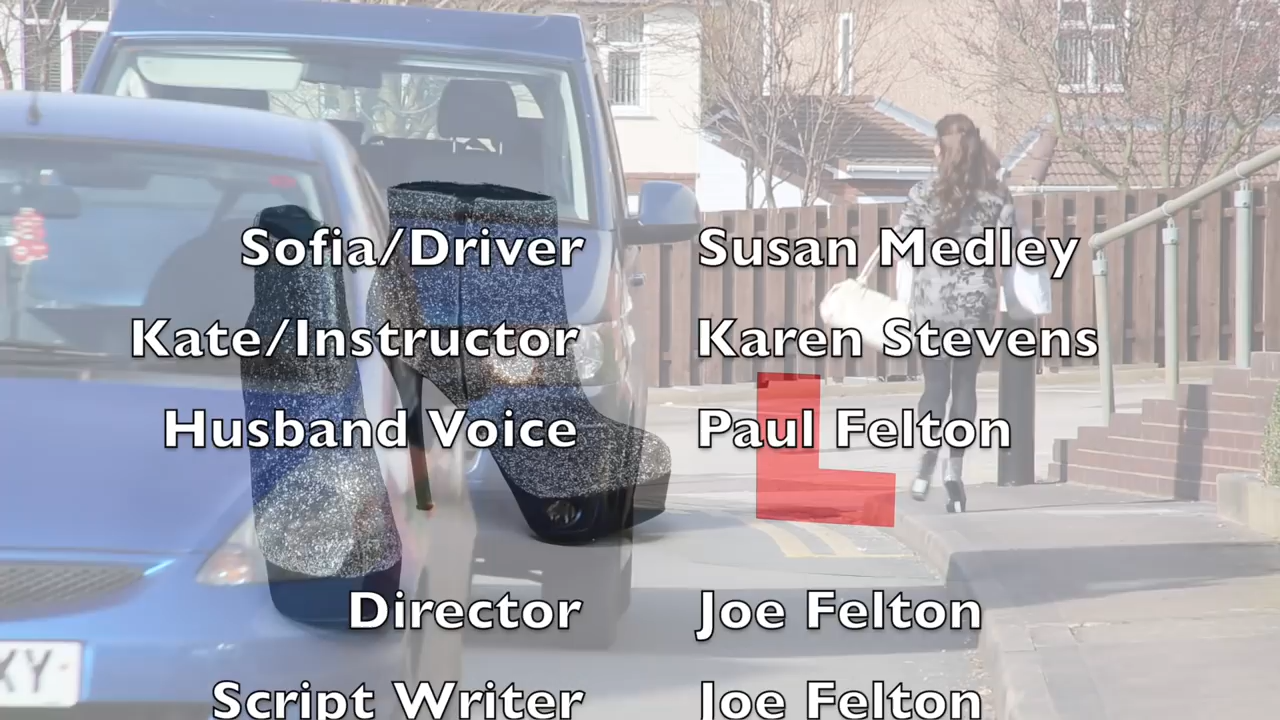 Sofia/Driver Susan Medley
Kate/Instructor Karen Stevens
Husband Voice Paul Felton
L
Director Joe Felton
Script Writer Joe Felton
XY